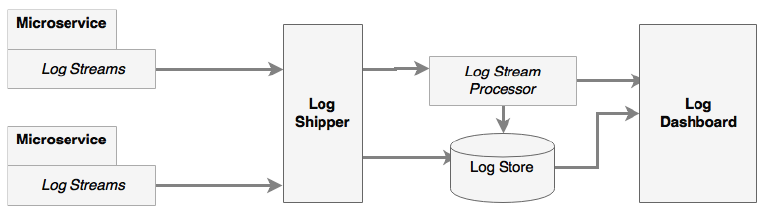 Microservice
Log Streams
Microservice
Log Streams
Log
Shipper
Log Stream
Processor
Log Store
Log
Dashboard